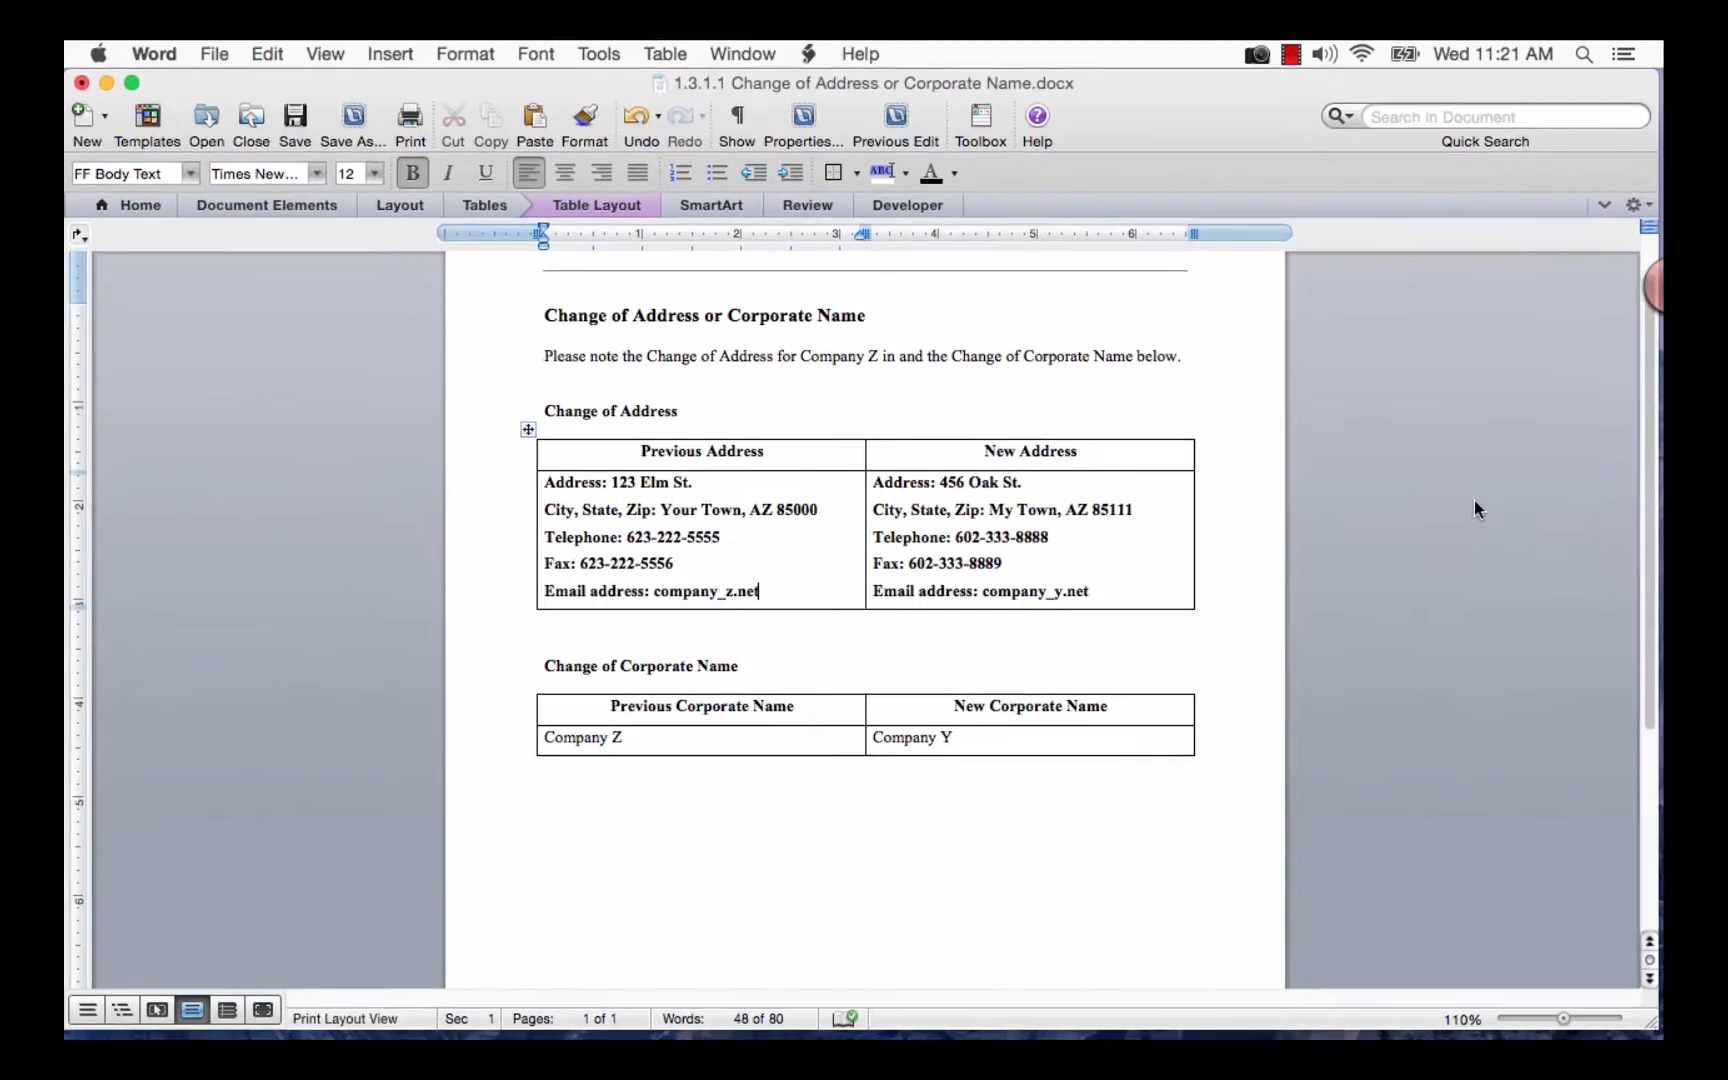 Word File Edit View Insert Format Font Tools Table Window Help Wed 11:21 AM
1.3.1.1 Change of Address or Corporate Name.docx
Search in Document
New Templates Open Close Save Save As... Print Cut Copy Paste Format Undo Redo Show Properties... Previous Edit Toolbox Help Quick Search
FF Body Text Times New... 12 B I U ABC A
Home Document Elements Layout Tables Table Layout SmartArt Review Developer
1 2 3 4 5 6
Change of Address or Corporate Name
Please note the Change of Address for Company Z in and the Change of Corporate Name below.
Change of Address
Previous Address New Address
Address: 123 Elm St. Address: 456 Oak St.
City, State, Zip: Your Town, AZ 85000 City, State, Zip: My Town, AZ 85111
Telephone: 623-222-5555 Telephone: 602-333-8888
Fax: 623-222-5556 Fax: 602-333-8889
Email address: company_z.net Email address: company_y.net
Change of Corporate Name
Previous Corporate Name New Corporate Name
Company Z Company Y
Print Layout View Sec 1 Pages: 1 of 1 Words: 48 of 80 110%